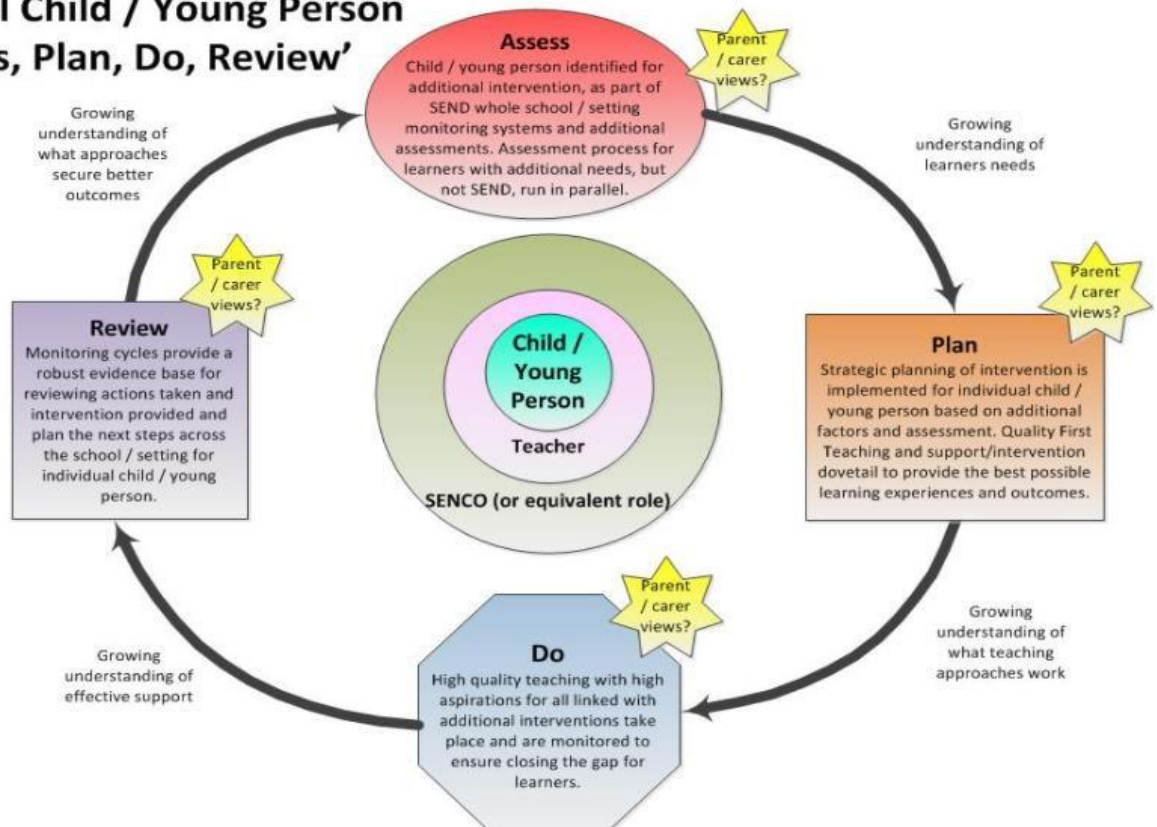 l Child / Young Person
s, Plan, Do, Review’
Assess
Child / young person identified for
additional intervention, as part of
SEND whole school / setting
monitoring systems and additional
assessments. Assessment process for
learners with additional needs, but
not SEND, run in parallel.
Parent
/ carer
views?
Growing
understanding of
what approaches
secure better
outcomes
Growing
understanding of
learners needs
Parent
/ carer
views?
Review
Monitoring cycles provide a
robust evidence base for
reviewing actions taken and
intervention provided and
plan the next steps across
the school / setting for
individual child / young
person.
Child /
Young
Person
Teacher
SENCO (or equivalent role)
Parent
/ carer
views?
Plan
Strategic planning of intervention is
implemented for individual child /
young person based on additional
factors and assessment. Quality First
Teaching and support/intervention
dovetail to provide the best possible
learning experiences and outcomes.
Growing
understanding of
effective support
Parent
/ carer
views?
Do
High quality teaching with high
aspirations for all linked with
additional interventions take
place and are monitored to
ensure closing the gap for
learners.
Growing
understanding of
what teaching
approaches work